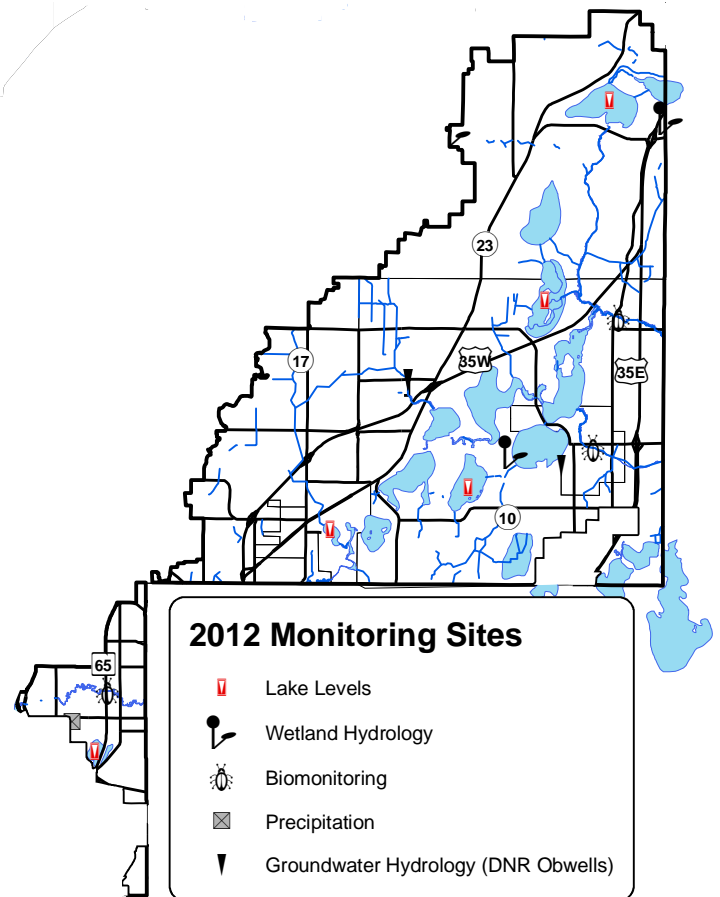 23
17
35W
35E
10
65
2012 Monitoring Sites
Lake Levels
Wetland Hydrology
Biomonitoring
Precipitation
Groundwater Hydrology (DNR Obwells)